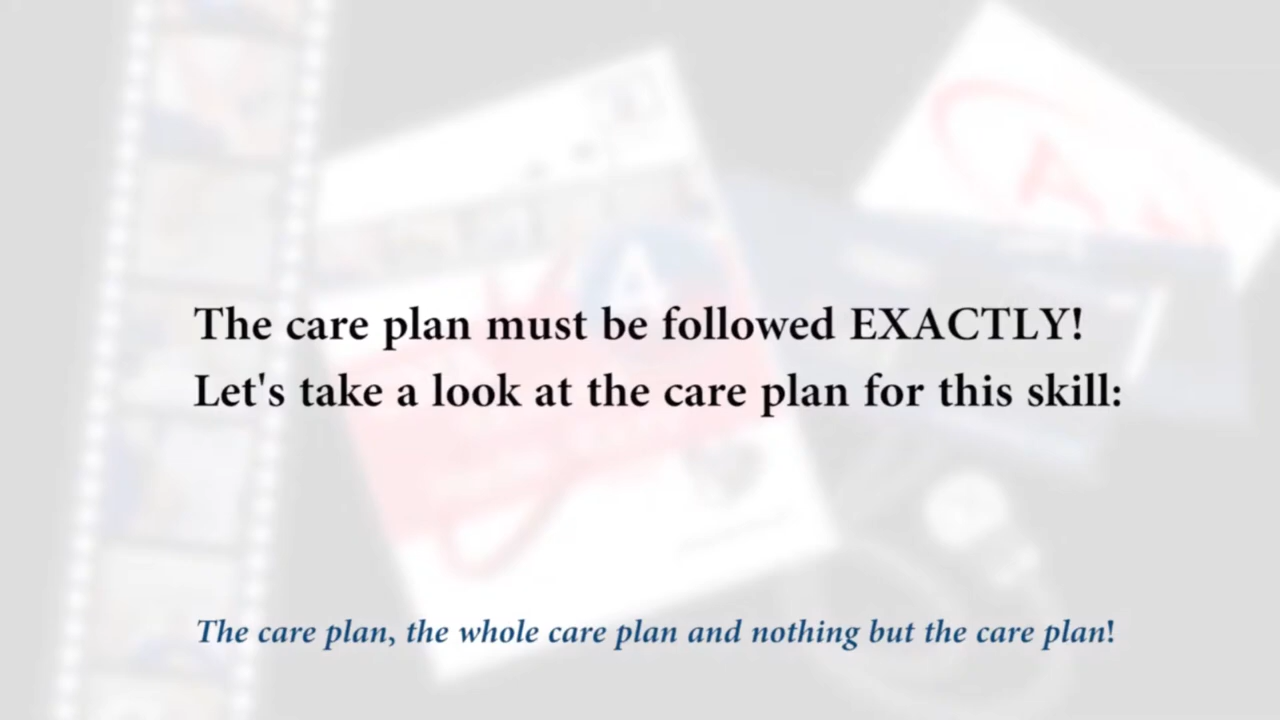 The care plan must be followed EXACTLY!
Let's take a look at the care plan for this skill:
The care plan, the whole care plan and nothing but the care plan!